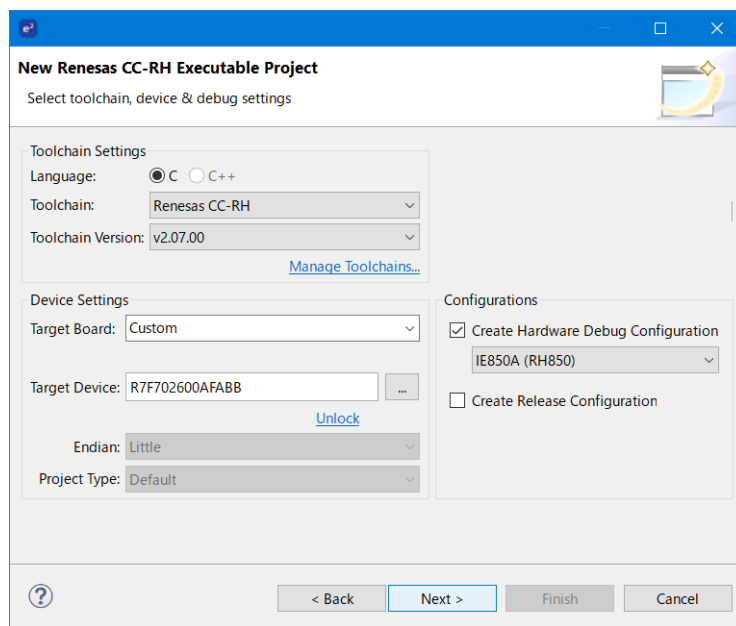 e²
New Renesas CC-RH Executable Project
Select toolchain, device & debug settings
Toolchain Settings
Language: C C++
Toolchain: Renesas CC-RH
Toolchain Version: v2.07.00
Manage Toolchains...
Device Settings
Target Board: Custom
Target Device: R7F702600AFABB ...
Unlock
Endian: Little
Project Type: Default
Configurations
Create Hardware Debug Configuration
IE850A (RH850)
Create Release Configuration
? < Back Next > Finish Cancel